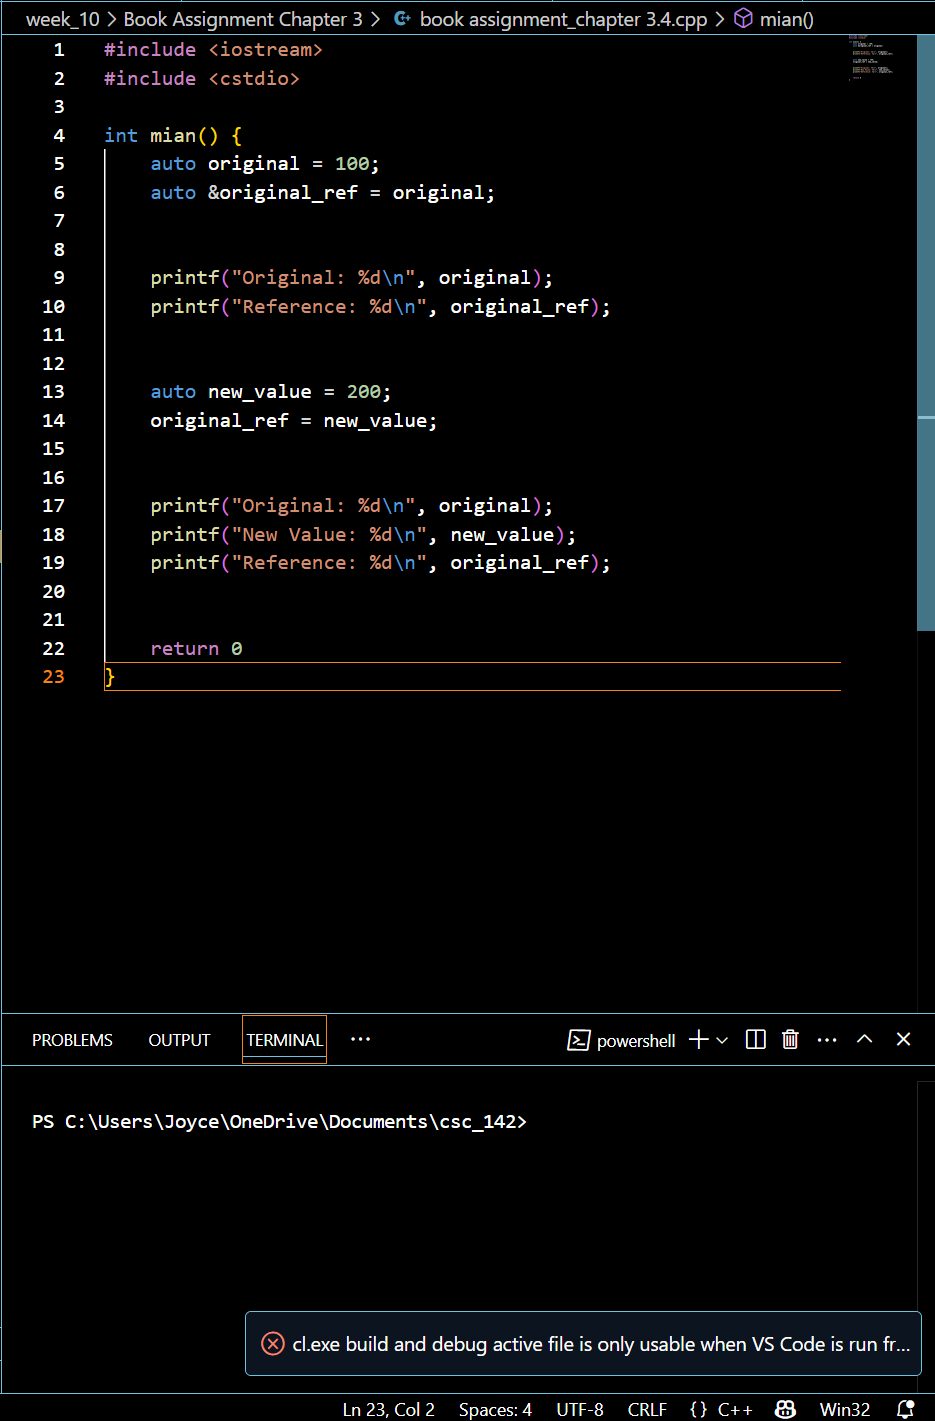 week_10 > Book Assignment Chapter 3 > book assignment_chapter 3.4.cpp > mian()
1 #include <iostream>
2 #include <cstdio>
3
4 int mian() {
5     auto original = 100;
6     auto &original_ref = original;
7
8
9     printf("Original: %d\n", original);
10     printf("Reference: %d\n", original_ref);
11
12
13     auto new_value = 200;
14     original_ref = new_value;
15
16
17     printf("Original: %d\n", original);
18     printf("New Value: %d\n", new_value);
19     printf("Reference: %d\n", original_ref);
20
21
22     return 0
23 }
PROBLEMS OUTPUT TERMINAL ··· powershell
PS C:\Users\Joyce\OneDrive\Documents\csc_142>
cl.exe build and debug active file is only usable when VS Code is run fr...
Ln 23, Col 2 Spaces: 4 UTF-8 CRLF {} C++ Win32